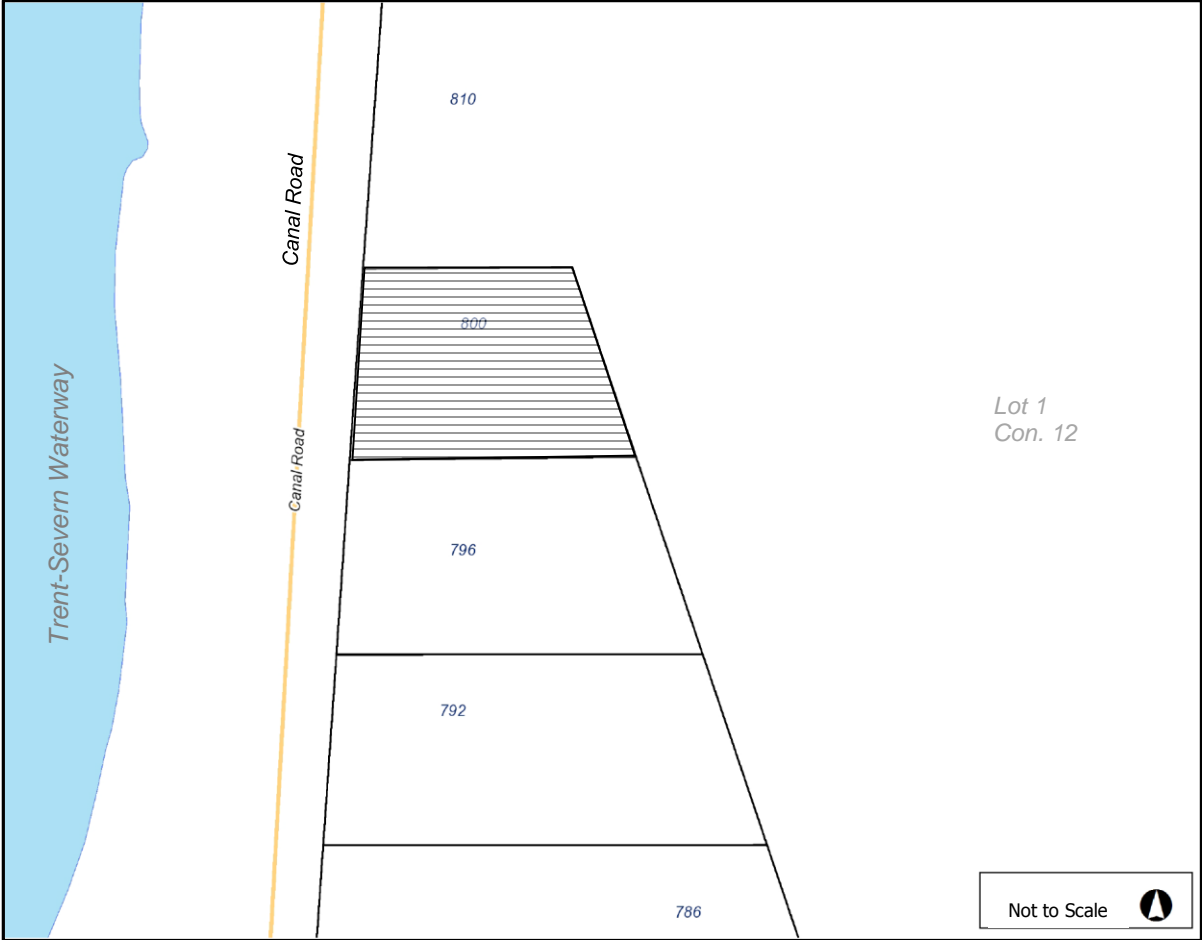 810
Canal Road
800
Trent-Severn Waterway
Lot 1
Con. 12
Canal Road
796
792
786
Not to Scale